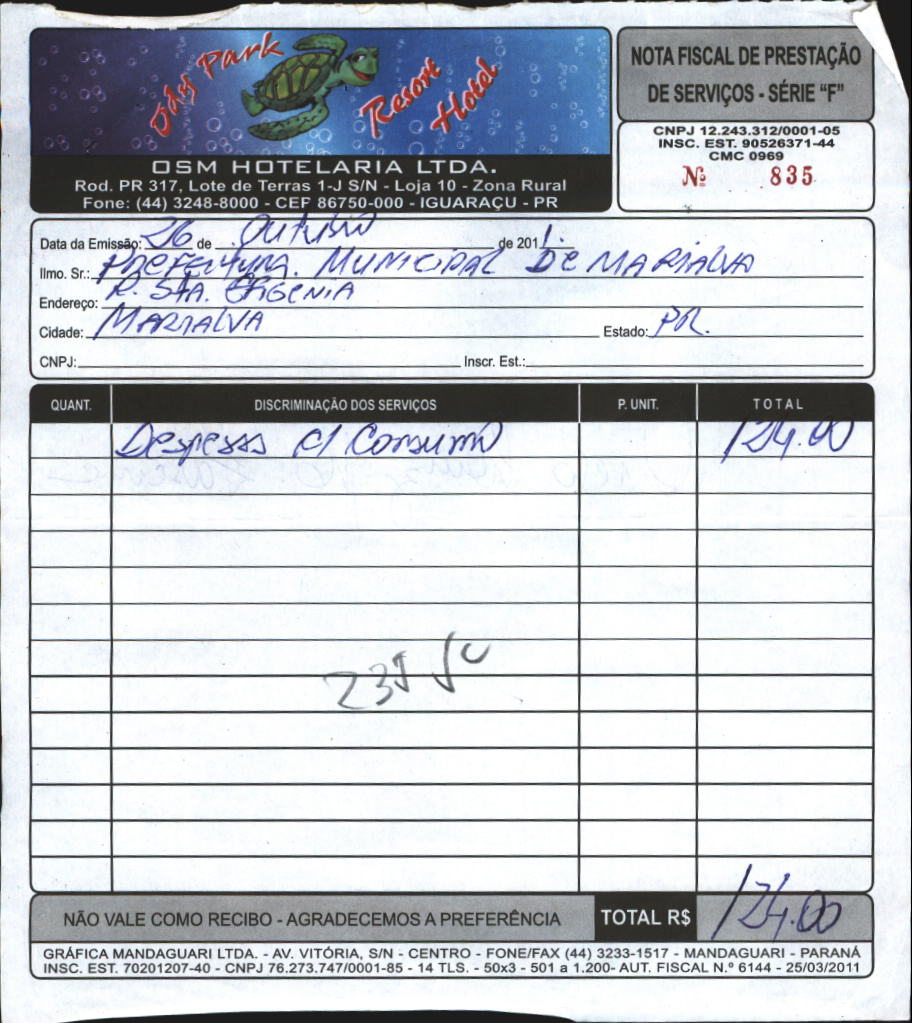 Ody Park Resort Hotel
NOTA FISCAL DE PRESTAÇÃO
DE SERVIÇOS - SÉRIE “F”
OSM HOTELARIA LTDA.
Rod. PR 317, Lote de Terras 1-J S/N - Loja 10 - Zona Rural
Fone: (44) 3248-8000 - CEP 86750-000 - IGUARAÇU - PR
CNPJ 12.243.312/0001-05
INSC. EST. 90526371-44
CMC 0969
Nº 835
Data da Emissão: 26 de Outubro de 2011.
Ilmo. Sr.: PREFEITURA MUNICIPAL DE MARIALVA
Endereço: R. STA. EFIGENIA
Cidade: MARIALVA Estado: PR.
CNPJ: Inscr. Est.:
QUANT. DISCRIMINAÇÃO DOS SERVIÇOS P. UNIT. TOTAL
Despesas c/ Consumo 124.00
235
NÃO VALE COMO RECIBO - AGRADECEMOS A PREFERÊNCIA TOTAL R$ 124.00
GRÁFICA MANDAGUARI LTDA. - AV. VITÓRIA, S/N - CENTRO - FONE/FAX (44) 3233-1517 - MANDAGUARI - PARANÁ
INSC. EST. 70201207-40 - CNPJ 76.273.747/0001-85 - 14 TLS. - 50x3 - 501 a 1.200- AUT. FISCAL N.º 6144 - 25/03/2011